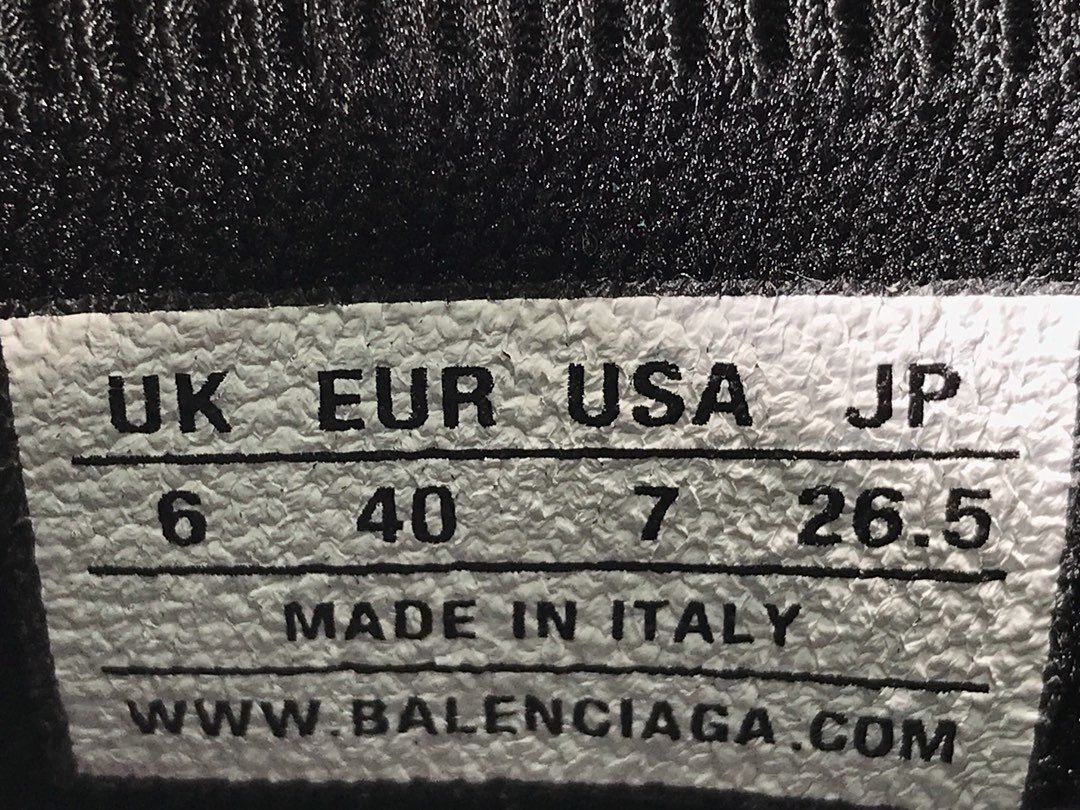 UK EUR USA JP
6 40 7 26.5
MADE IN ITALY
WWW.BALENCIAGA.COM